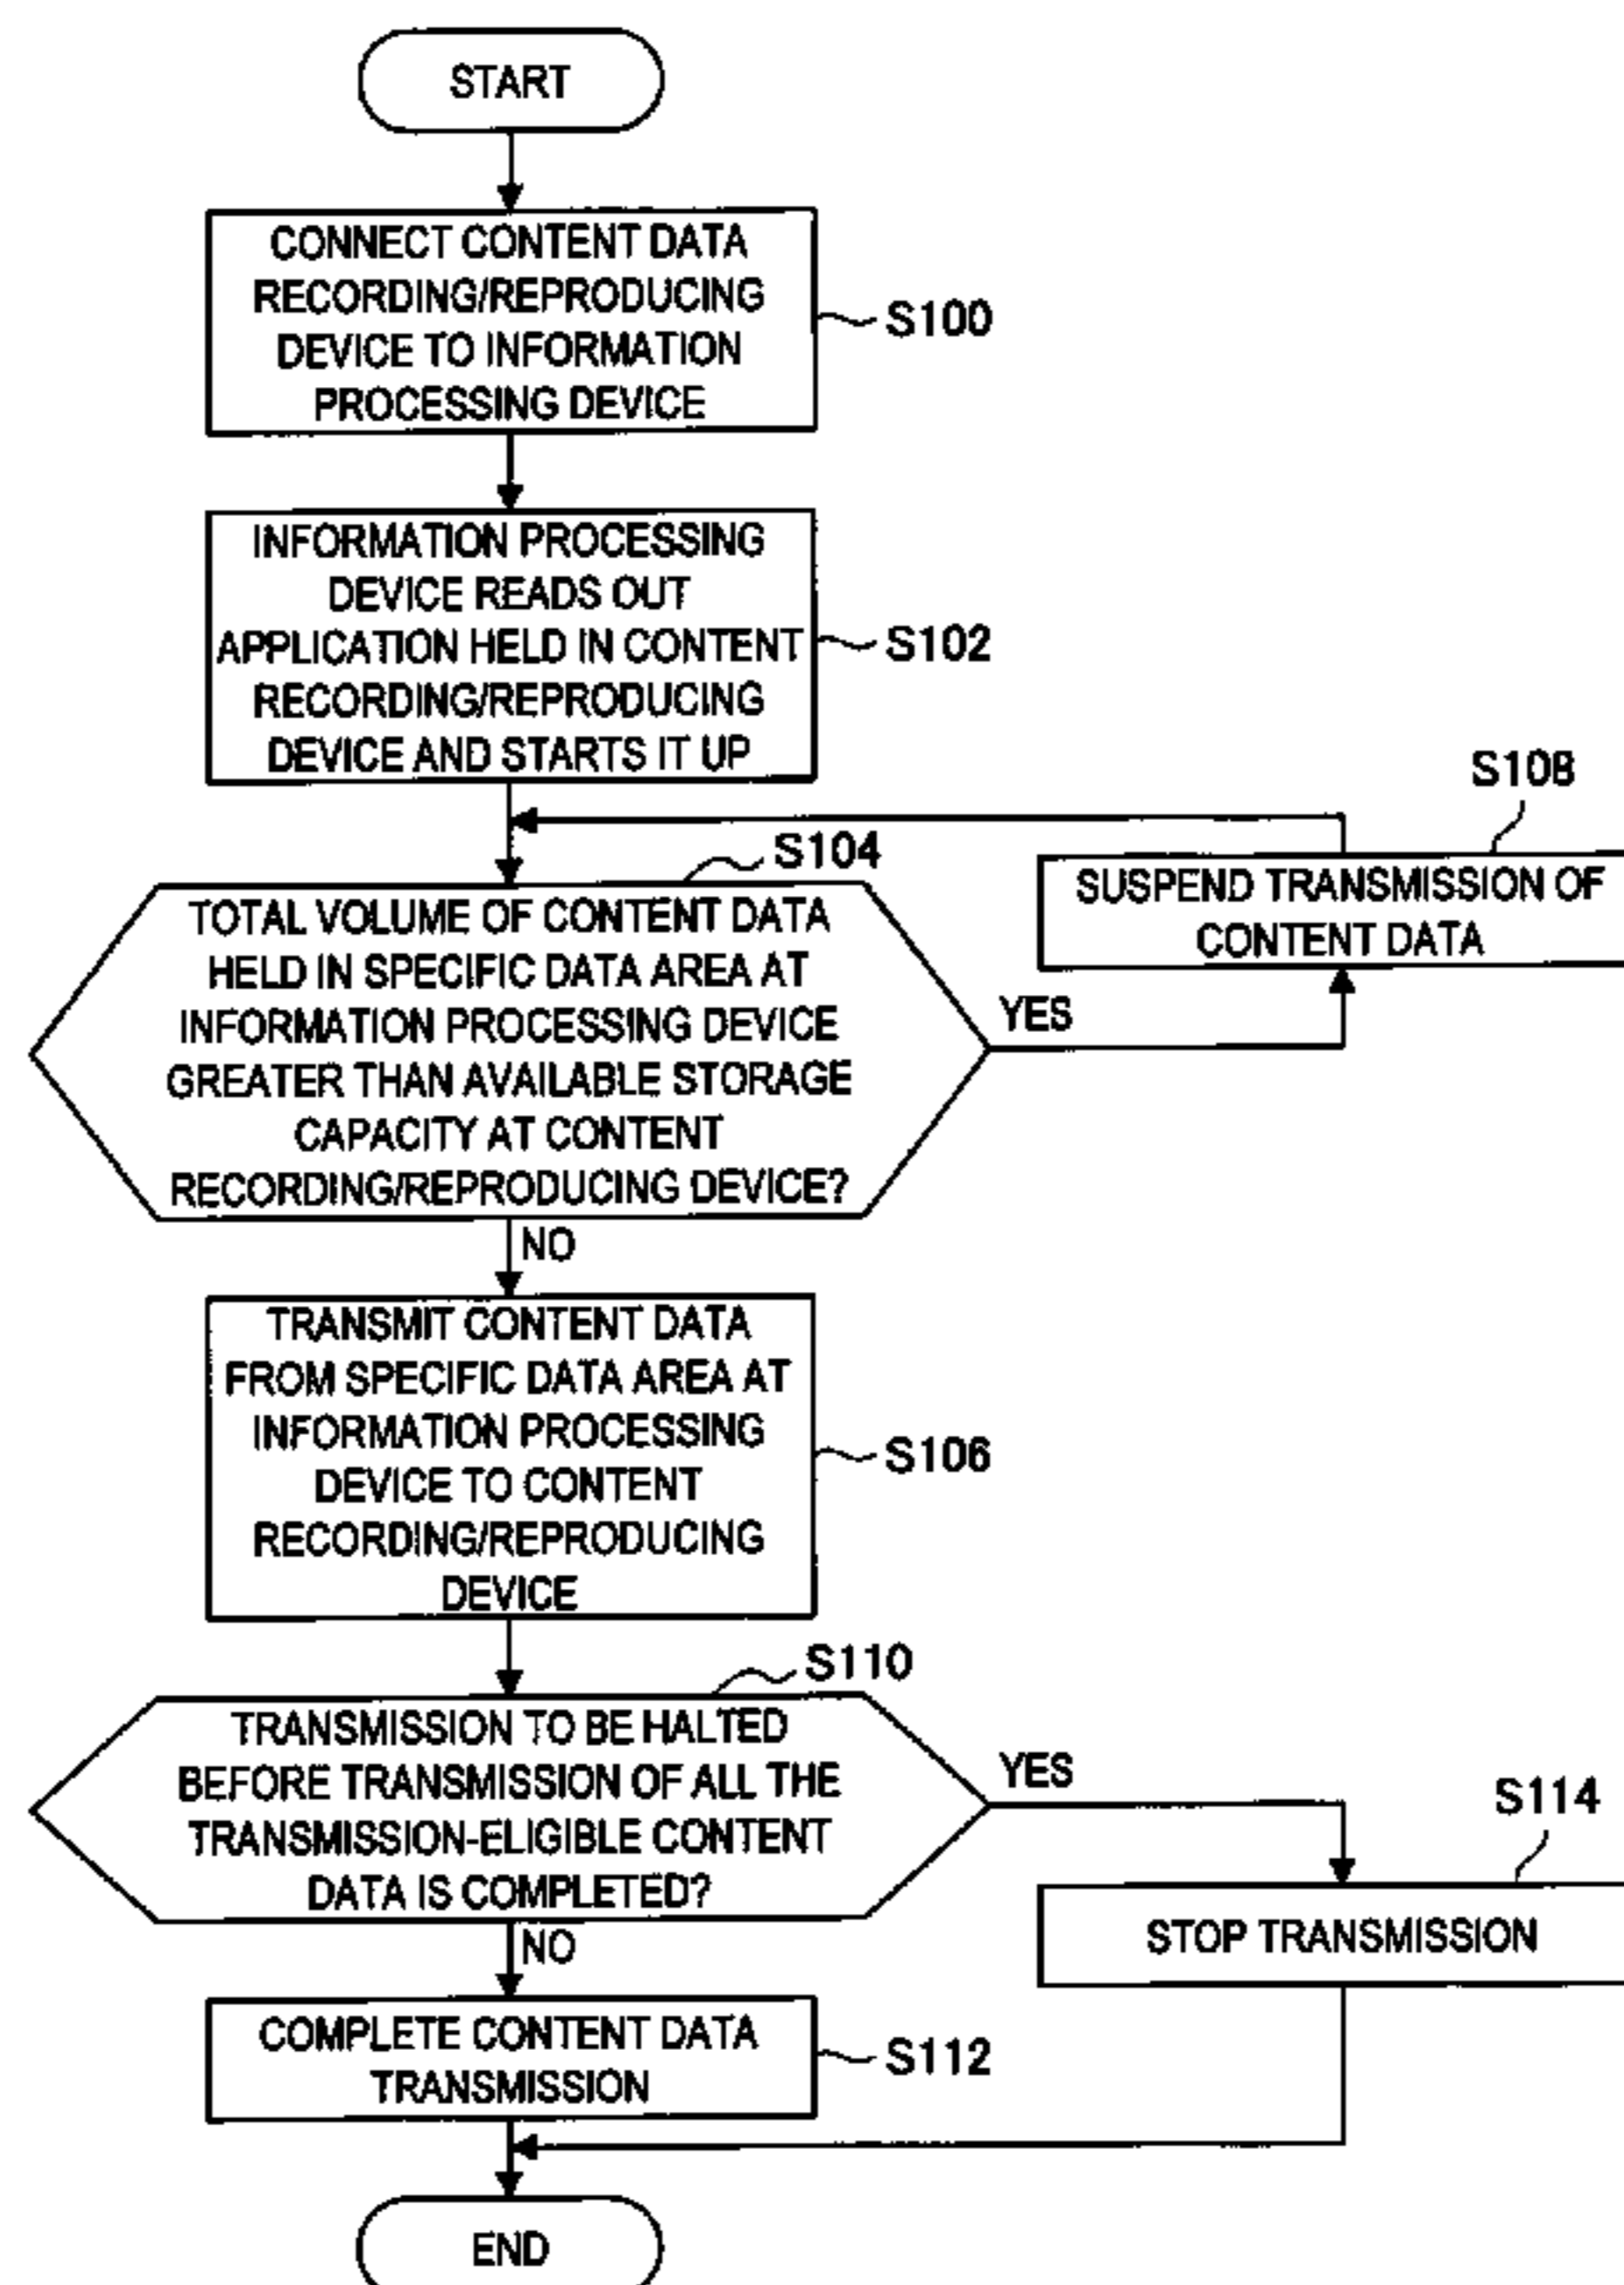 START
CONNECT CONTENT DATA
RECORDING/REPRODUCING
DEVICE TO INFORMATION
PROCESSING DEVICE
S100
INFORMATION PROCESSING
DEVICE READS OUT
APPLICATION HELD IN CONTENT
RECORDING/REPRODUCING
DEVICE AND STARTS IT UP
S102
S104
TOTAL VOLUME OF CONTENT DATA
HELD IN SPECIFIC DATA AREA AT
INFORMATION PROCESSING DEVICE
GREATER THAN AVAILABLE STORAGE
CAPACITY AT CONTENT
RECORDING/REPRODUCING DEVICE?
YES
S108
SUSPEND TRANSMISSION OF
CONTENT DATA
NO
TRANSMIT CONTENT DATA
FROM SPECIFIC DATA AREA AT
INFORMATION PROCESSING
DEVICE TO CONTENT
RECORDING/REPRODUCING
DEVICE
S106
S110
TRANSMISSION TO BE HALTED
BEFORE TRANSMISSION OF ALL THE
TRANSMISSION-ELIGIBLE CONTENT
DATA IS COMPLETED?
YES
S114
STOP TRANSMISSION
NO
COMPLETE CONTENT DATA
TRANSMISSION
S112
END